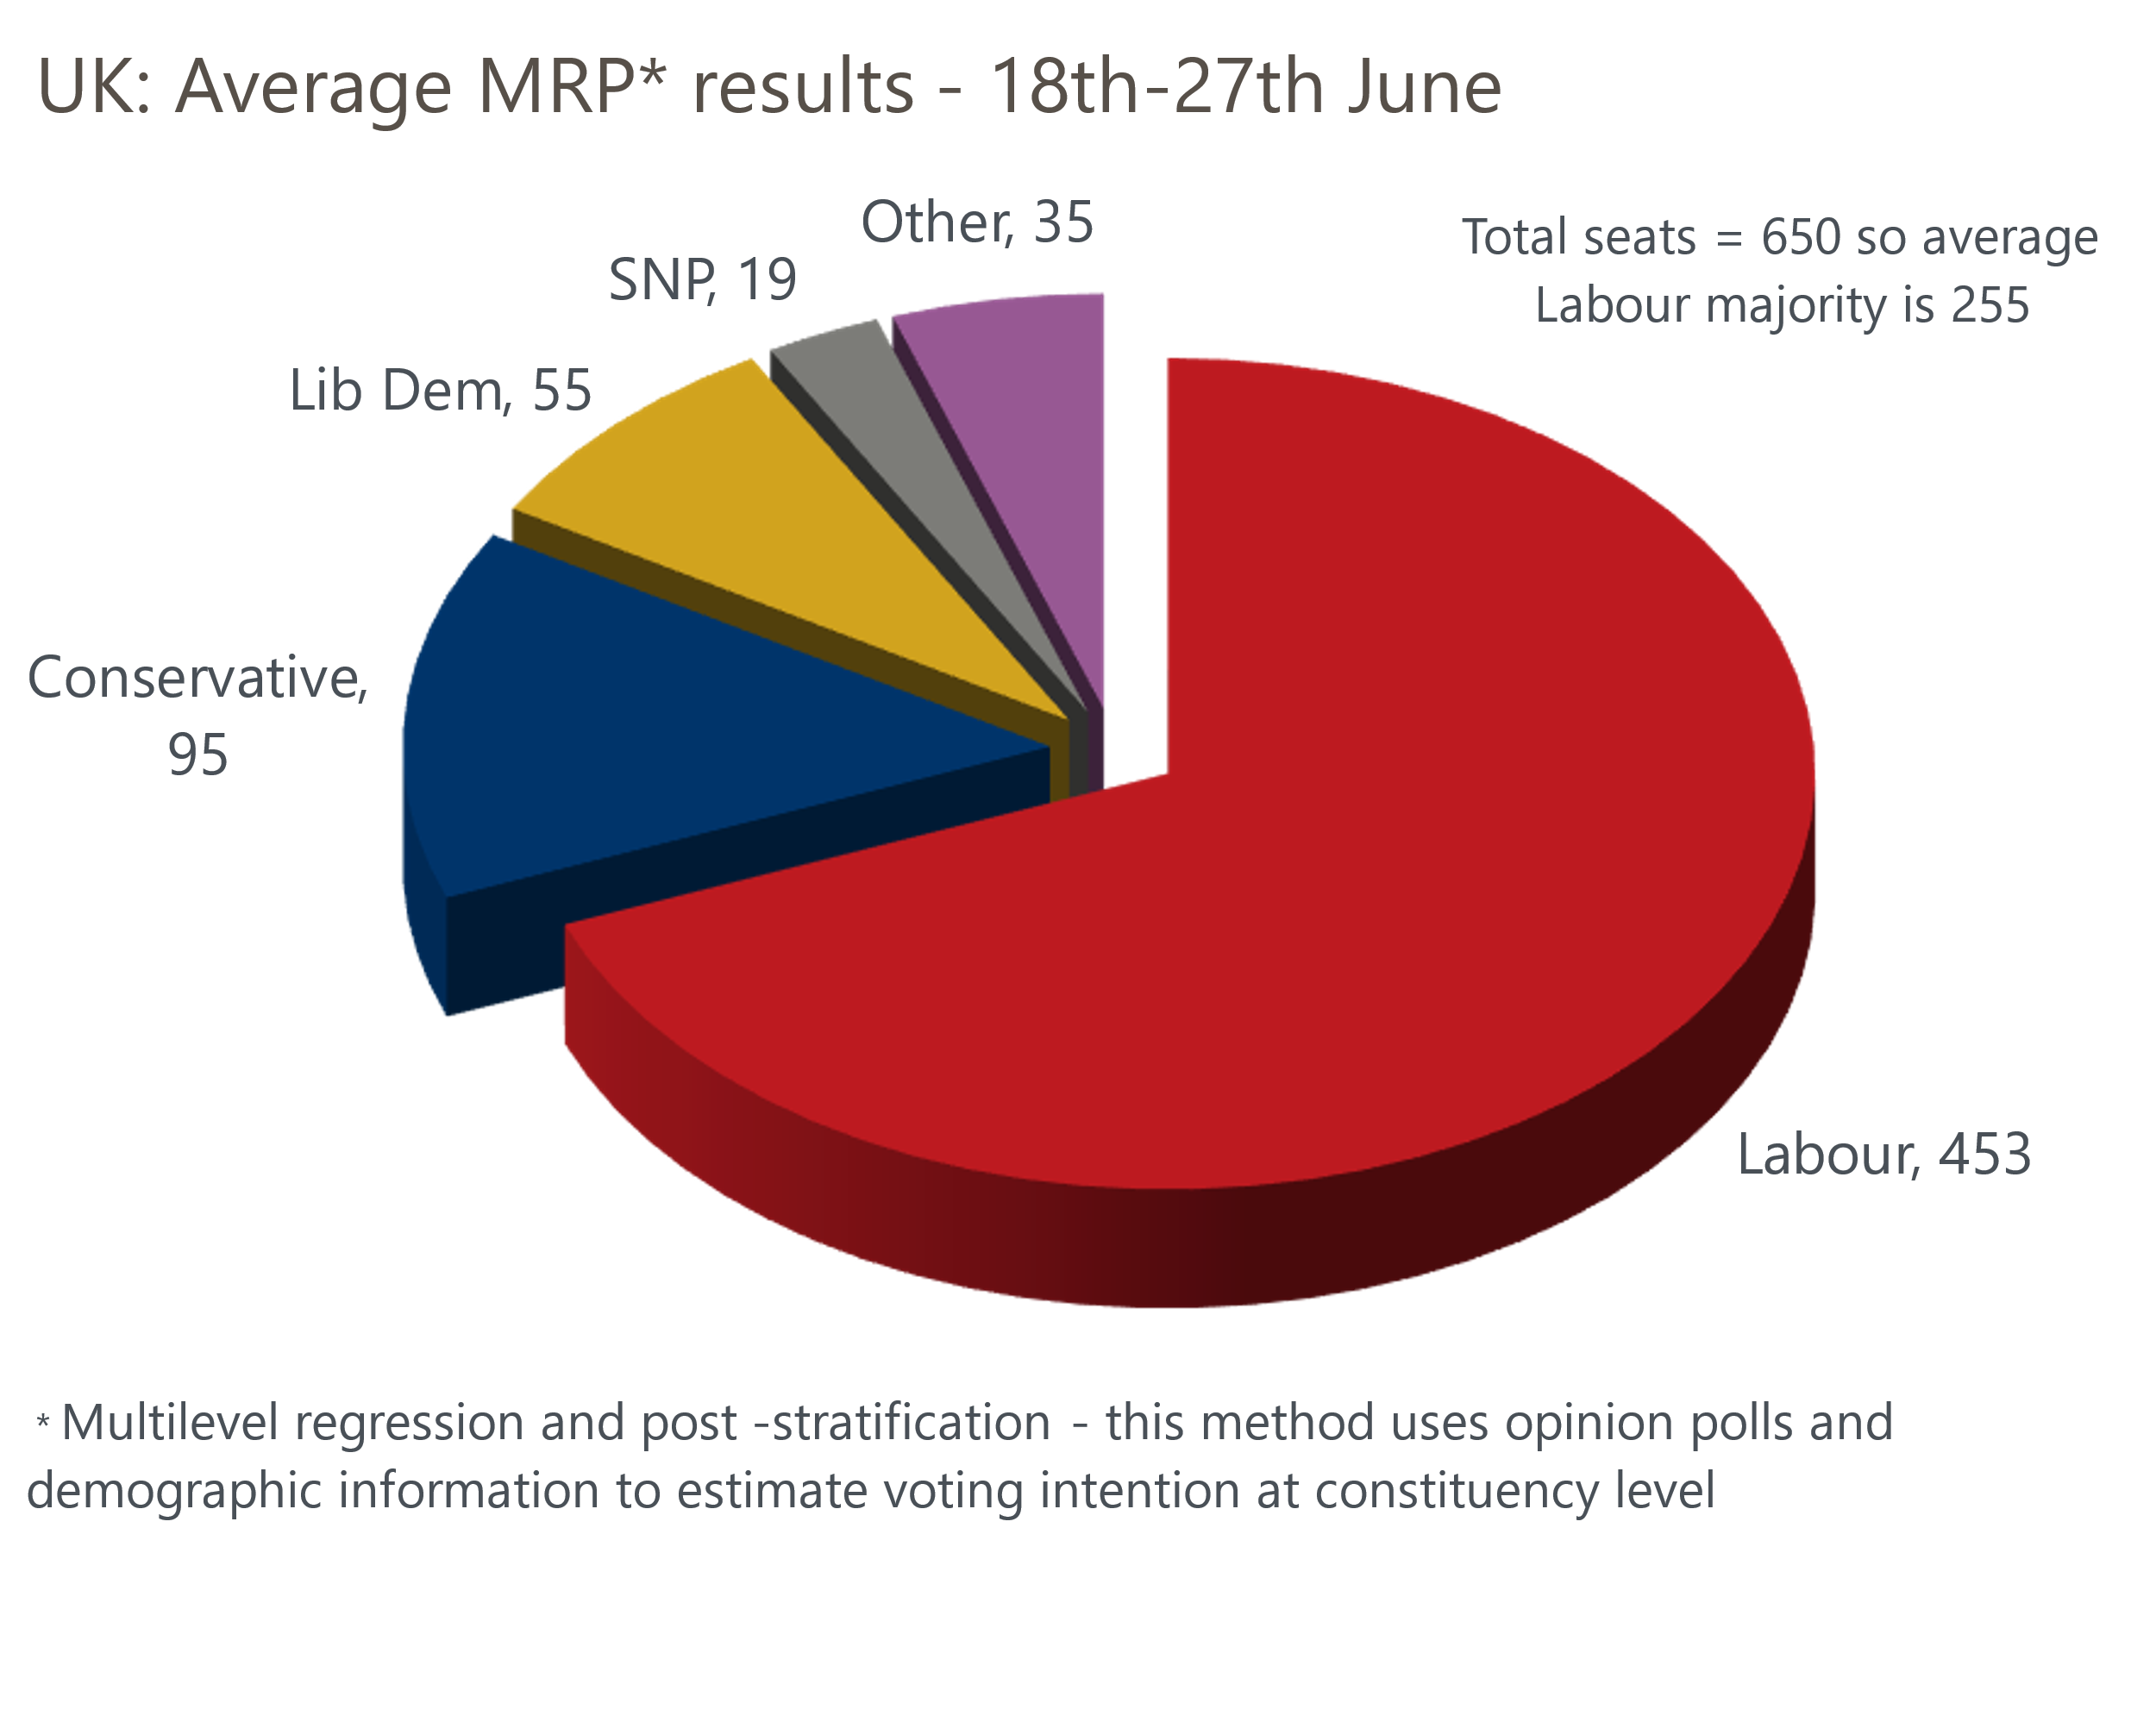 UK: Average MRP* results - 18th-27th June
Other, 35
Total seats = 650 so average
Labour majority is 255
SNP, 19
Lib Dem, 55
Conservative,
95
Labour, 453
* Multilevel regression and post -stratification - this method uses opinion polls and
demographic information to estimate voting intention at constituency level